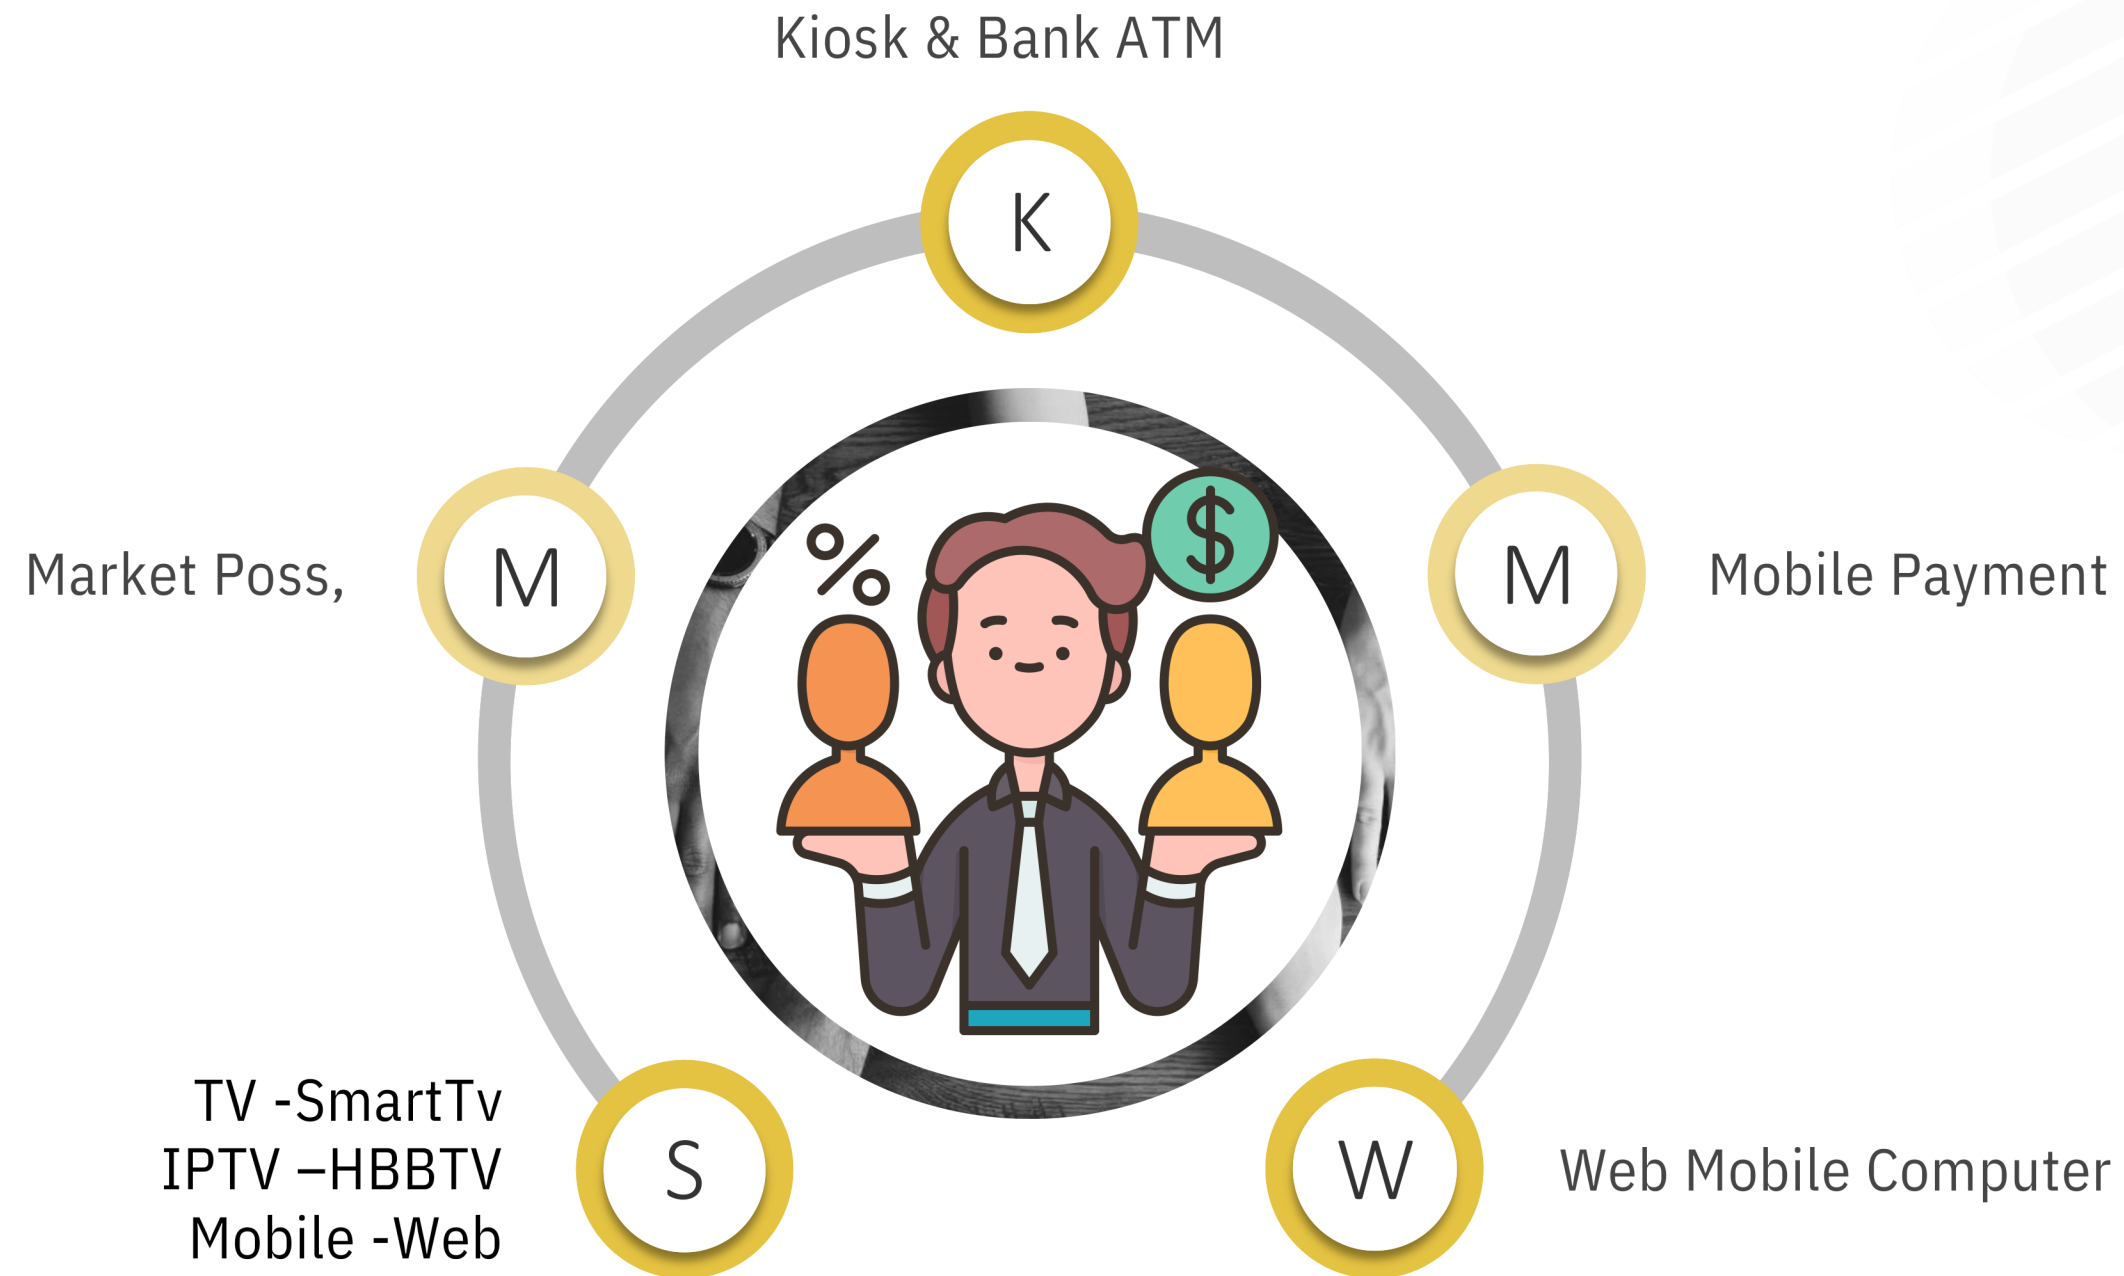 Kiosk & Bank ATM
K
%
$
M
Market Poss,
M
Mobile Payment
TV -SmartTv
IPTV –HBBTV
Mobile -Web
S
W
Web Mobile Computer